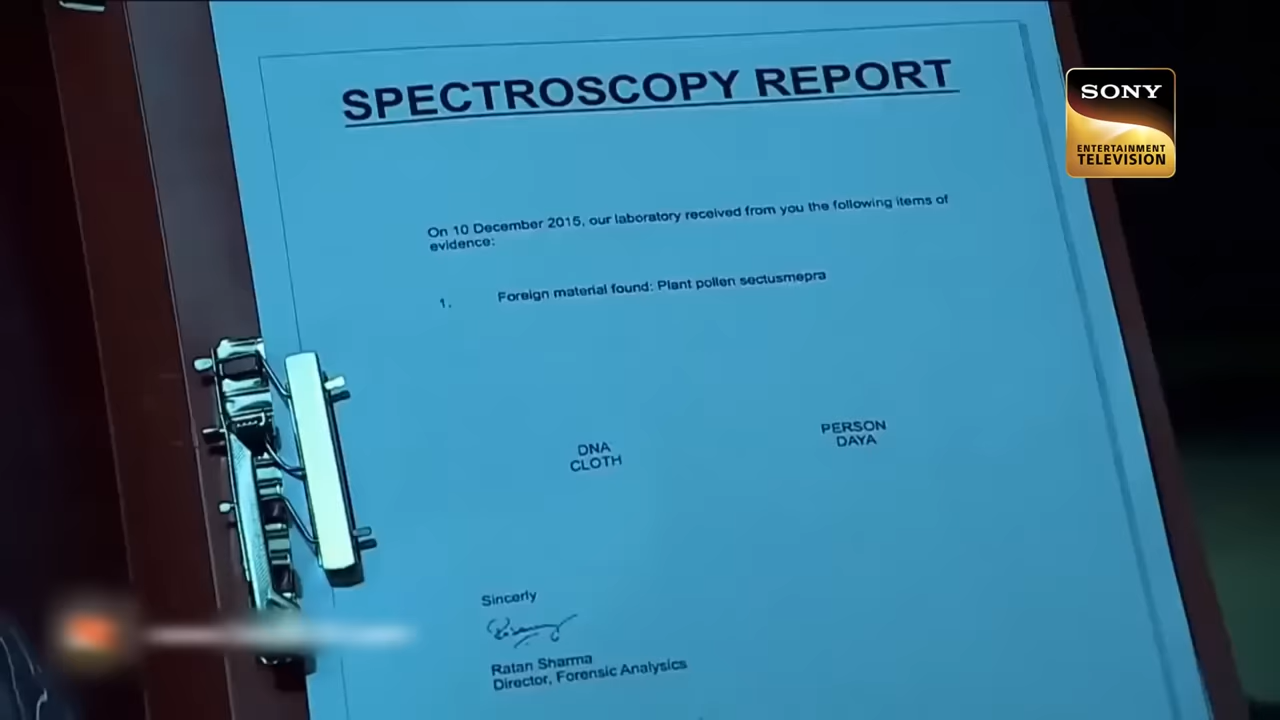 SPECTROSCOPY REPORT
SONY
ENTERTAINMENT
TELEVISION
On 10 December 2015, our laboratory received from you the following items of
evidence:
1. Foreign material found: Plant pollen sectusmepra
DNA PERSON
CLOTH DAYA
Sincerly
Ratan Sharma
Director, Forensic Analysics